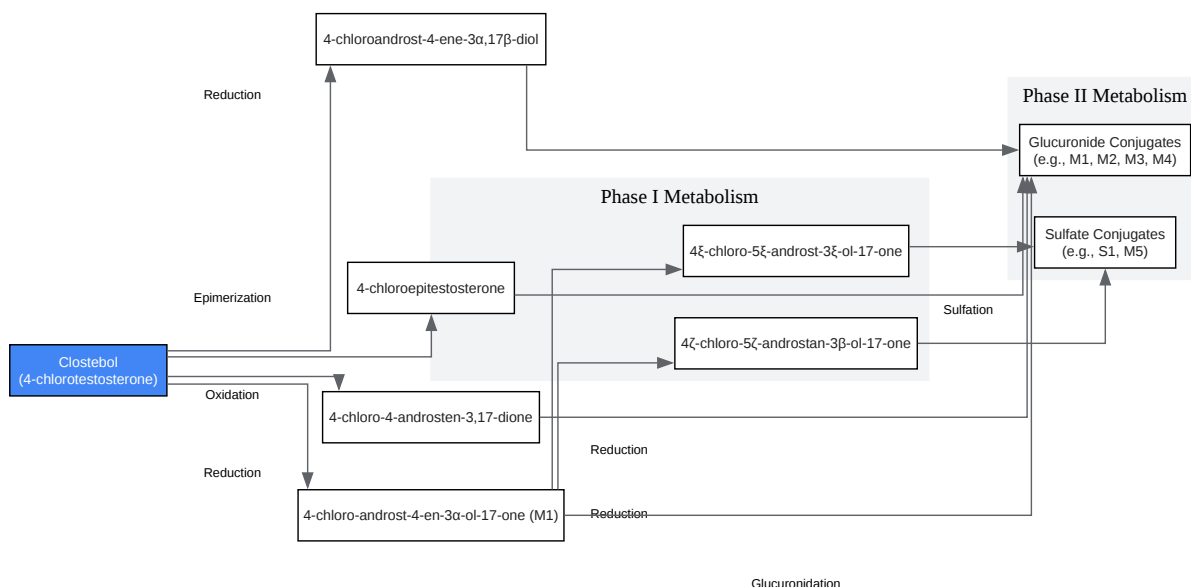 4-chloroandrost-4-ene-3α,17β-diol
Reduction
Phase II Metabolism
Glucuronide Conjugates
(e.g., M1, M2, M3, M4)
Phase I Metabolism
4ξ-chloro-5ξ-androst-3ξ-ol-17-one
Sulfate Conjugates
(e.g., S1, M5)
4-chloroepitestosterone
Epimerization
Sulfation
4ζ-chloro-5ζ-androstan-3β-ol-17-one
Clostebol
(4-chlorotestosterone)
Oxidation
4-chloro-4-androsten-3,17-dione
Reduction
Reduction
4-chloro-androst-4-en-3α-ol-17-one (M1)
Reduction
Glucuronidation